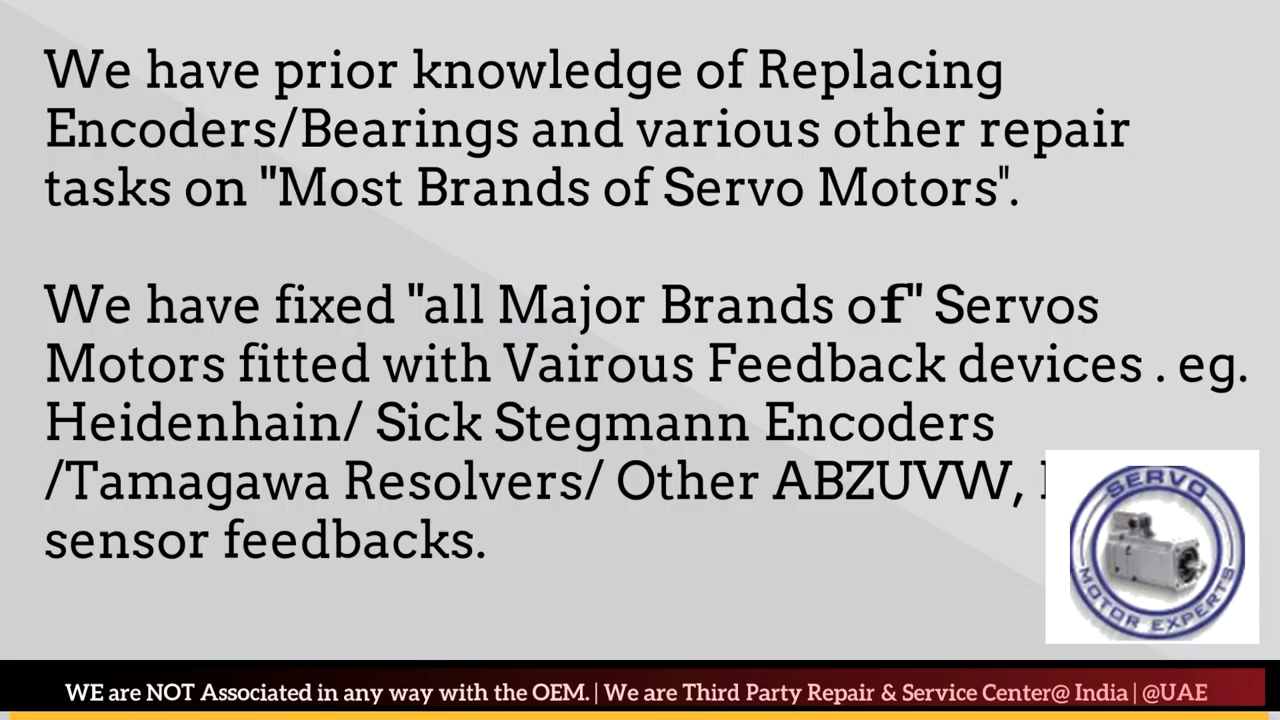 We have prior knowledge of Replacing
Encoders/Bearings and various other repair
tasks on "Most Brands of Servo Motors".
We have fixed "all Major Brands of" Servos
Motors fitted with Vairous Feedback devices . eg.
Heidenhain/ Sick Stegmann Encoders
/Tamagawa Resolvers/ Other ABZUVW,
sensor feedbacks.
SERVO
MOTOR EXPERTS
WE are NOT Associated in any way with the OEM. | We are Third Party Repair & Service Center@ India | @UAE